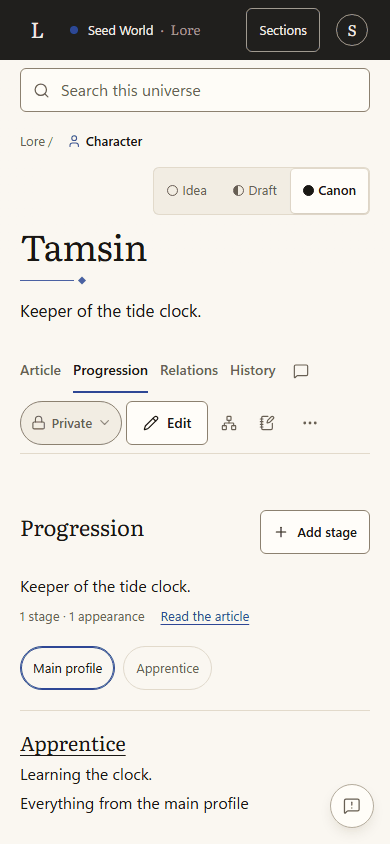 L
Seed World · Lore
Sections
S
Search this universe
Lore / Character
Idea
Draft
Canon
Tamsin
Keeper of the tide clock.
Article Progression Relations History
Private
Edit
Progression
Add stage
Keeper of the tide clock.
1 stage · 1 appearance Read the article
Main profile
Apprentice
Apprentice
Learning the clock.
Everything from the main profile